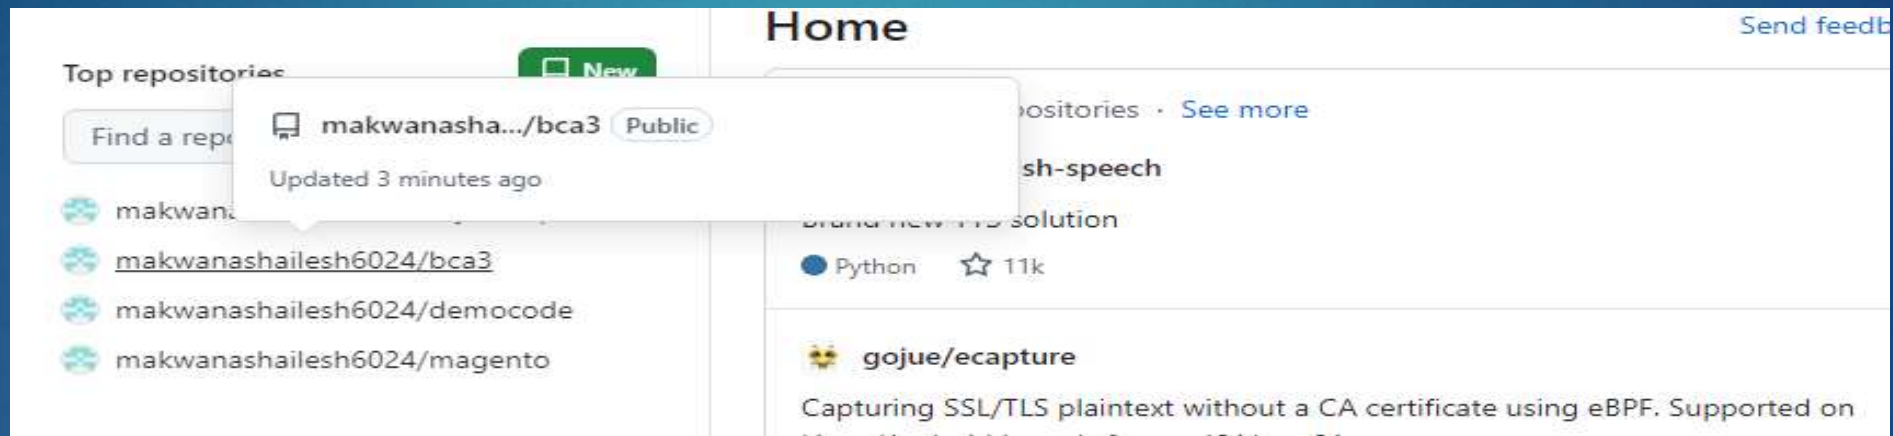 Home
Send feedb
Top repositories
New
makwanasha.../bca3 Public
Updated 3 minutes ago
Find a rep
ositories · See more
sh-speech
solution
Python 11k
makwan
makwanashailesh6024/bca3
makwanashailesh6024/democode
makwanashailesh6024/magento
gojue/ecapture
Capturing SSL/TLS plaintext without a CA certificate using eBPF. Supported on